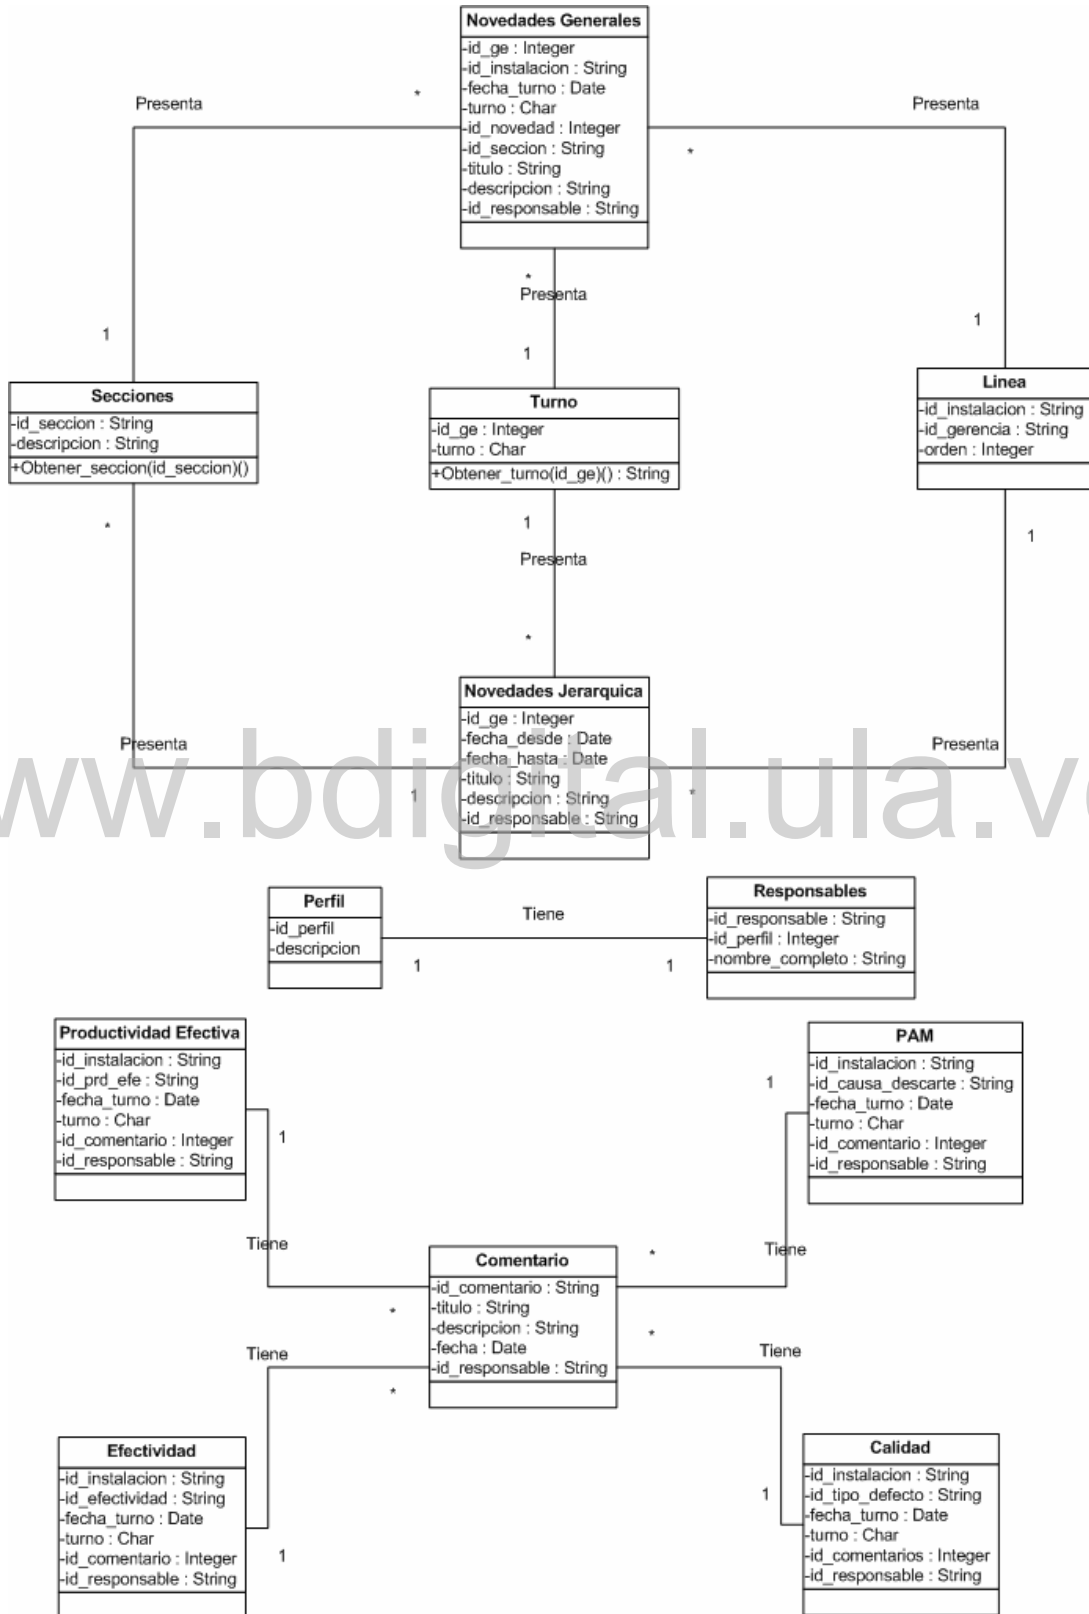 Novedades Generales
-id_ge : Integer
-id_instalacion : String
-fecha_turno : Date
-turno : Char
-id_novedad : Integer
-id_seccion : String
-titulo : String
-descripcion : String
-id_responsable : String
Presenta
*
Presenta
*
*
Presenta
1
1
1
Secciones
-id_seccion : String
-descripcion : String
+Obtener_seccion(id_seccion)()
Turno
-id_ge : Integer
-turno : Char
+Obtener_turno(id_ge)() : String
Linea
-id_instalacion : String
-id_gerencia : String
-orden : Integer
*
1
1
Presenta
*
Novedades Jerarquica
-id_ge : Integer
-fecha_desde : Date
-fecha_hasta : Date
-titulo : String
-descripcion : String
-id_responsable : String
Presenta
Presenta
1
*
www.bdigital.ula.ve
Perfil
-id_perfil
-descripcion
Tiene
1
1
Responsables
-id_responsable : String
-id_perfil : Integer
-nombre_completo : String
Productividad Efectiva
-id_instalacion : String
-id_prd_efe : String
-fecha_turno : Date
-turno : Char
-id_comentario : Integer
-id_responsable : String
1
PAM
-id_instalacion : String
-id_causa_descarte : String
-fecha_turno : Date
-turno : Char
-id_comentario : Integer
-id_responsable : String
1
Tiene
Tiene
*
*
Comentario
-id_comentario : String
-titulo : String
-descripcion : String
-fecha : Date
-id_responsable : String
*
*
Tiene
Tiene
Efectividad
-id_instalacion : String
-id_efectividad : String
-fecha_turno : Date
-turno : Char
-id_comentario : Integer
-id_responsable : String
1
Calidad
-id_instalacion : String
-id_tipo_defecto : String
-fecha_turno : Date
-turno : Char
-id_comentarios : Integer
-id_responsable : String
1